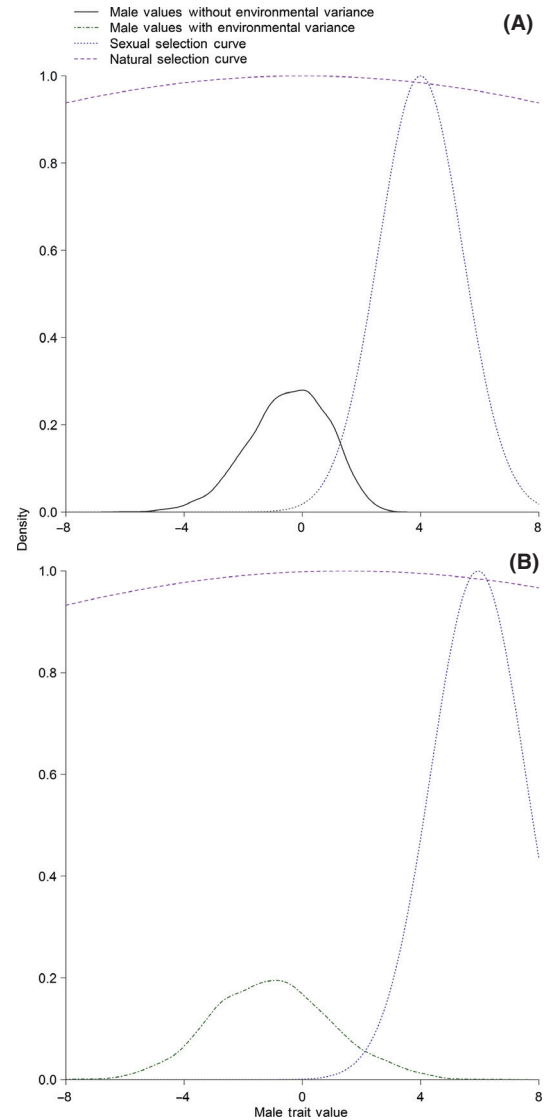 Male values without environmental variance
(A)
Male values with environmental variance
Sexual selection curve
Natural selection curve
1.0
0.8
0.6
0.4
0.2
0.0
−8 −4 0 4 8
Density
(B)
1.0
0.8
0.6
0.4
0.2
0.0
−8 −4 0 4 8
Male trait value